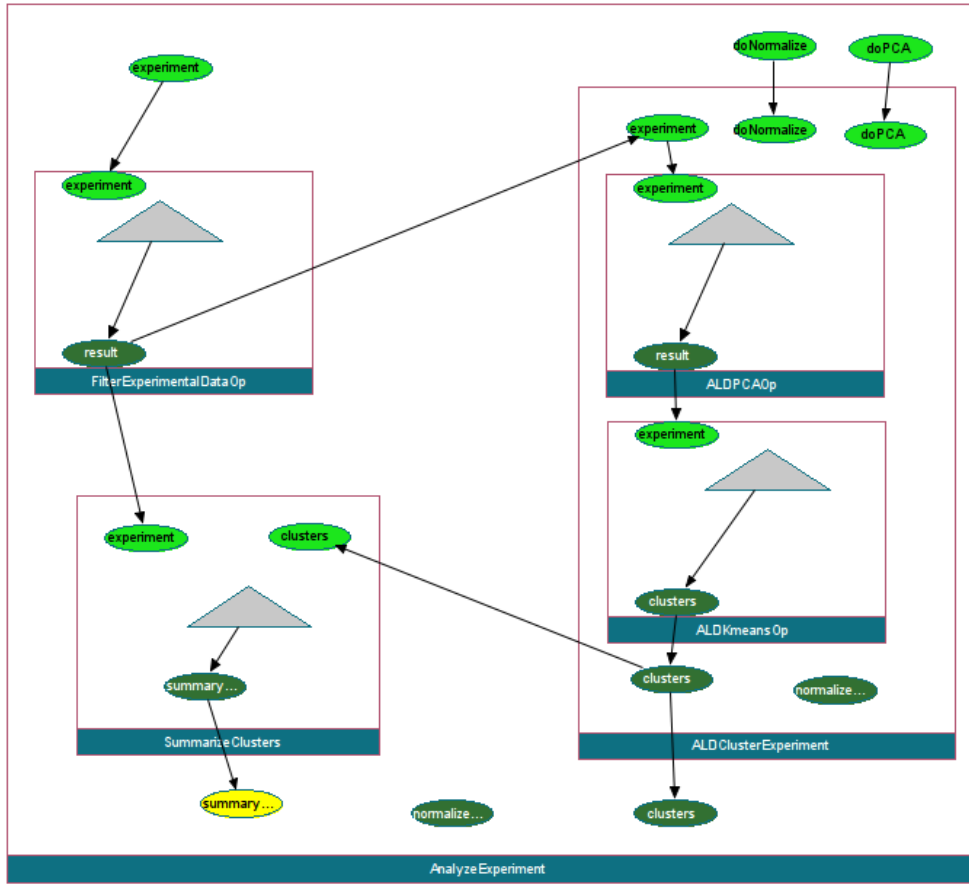 doNormalize
doPCA
experiment
experiment
doNormalize
doPCA
experiment
experiment
result
result
FilterExperimentalDataOp
ALDPCAOp
experiment
experiment
clusters
clusters
ALDKmeansOp
clusters
summary...
normalize...
SummarizeClusters
ALDClusterExperiment
summary...
normalize...
clusters
AnalyzeExperiment